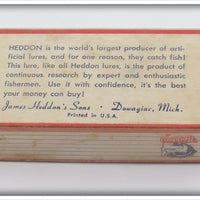 HEDDON is the world's largest producer of arti-
ficial lures, and for one reason, they catch fish!
This lure, like all Heddon lures, is the product of
continuous research by expert and enthusiastic
fishermen. Use it with confidence, it's the best
your money can buy!
James Heddon's Sons - Dowagiac, Mich.
Printed in U.S.A.